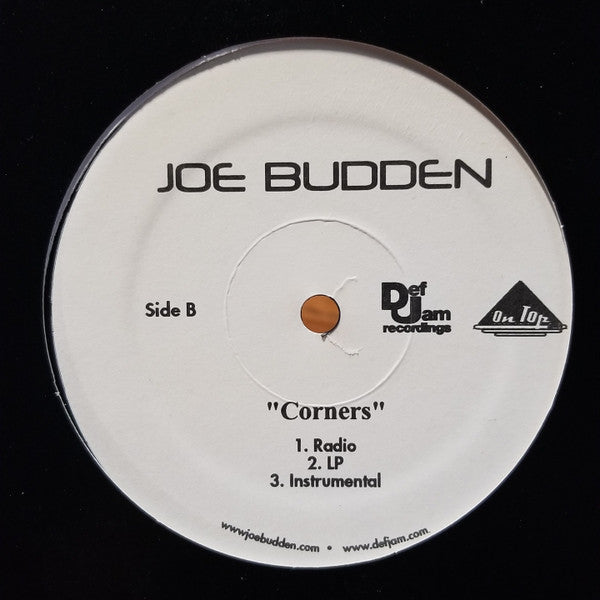 JOE BUDDEN
Side B
Def Jam recordings
On Top
"Corners"
1. Radio
2. LP
3. Instrumental
www.joebudden.com • www.defjam.com